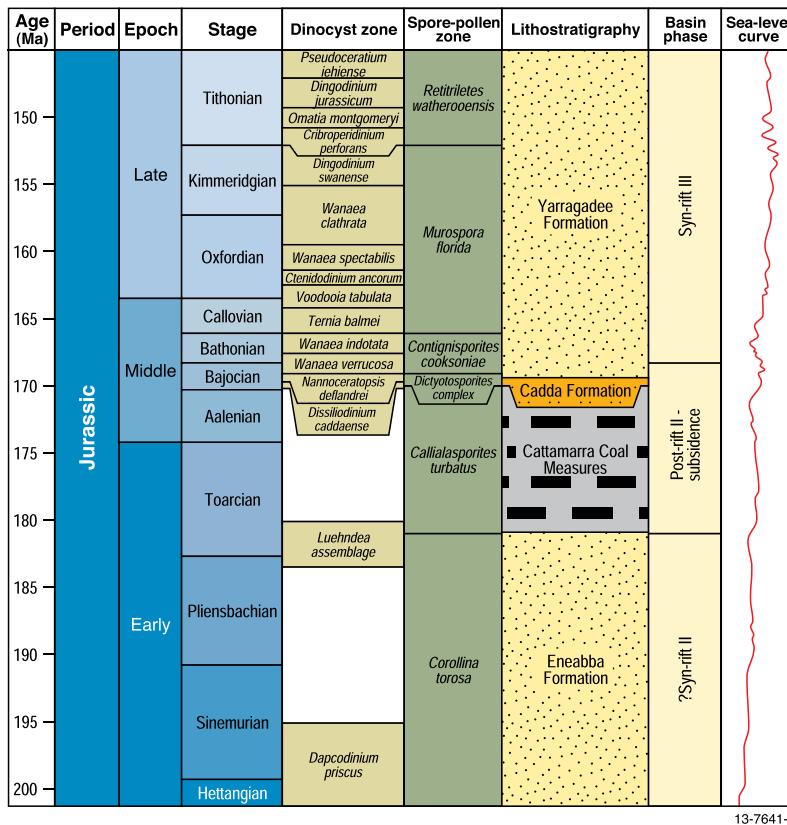 Age
(Ma)
Period
Epoch
Stage
Dinocyst zone
Spore-pollen
zone
Lithostratigraphy
Basin
phase
Sea-level
curve
150
155
160
165
170
175
180
185
190
195
200
Jurassic
Late
Middle
Early
Tithonian
Kimmeridgian
Oxfordian
Callovian
Bathonian
Bajocian
Aalenian
Toarcian
Pliensbachian
Sinemurian
Hettangian
Pseudoceratium
iehiense
Dingodinium
jurassicum
Omatia montgomeryi
Cribroperidinium
perforans
Dingodinium
swanense
Wanaea
clathrata
Wanaea spectabilis
Ctenidodinium ancorum
Voodooia tabulata
Ternia balmei
Wanaea indotata
Wanaea verrucosa
Nannoceratopsis
deflandrei
Dissiliodinium
caddaense
Luehndea
assemblage
Dapcodinium
priscus
Retitriletes
watherooensis
Murospora
florida
Contignisporites
cooksoniae
Dictyotosporites
complex
Callialasporites
turbatus
Corollina
torosa
Yarragadee
Formation
Cadda Formation
Cattamarra Coal
Measures
Eneabba
Formation
Syn-rift III
Post-rift II -
subsidence
?Syn-rift II
13-7641-